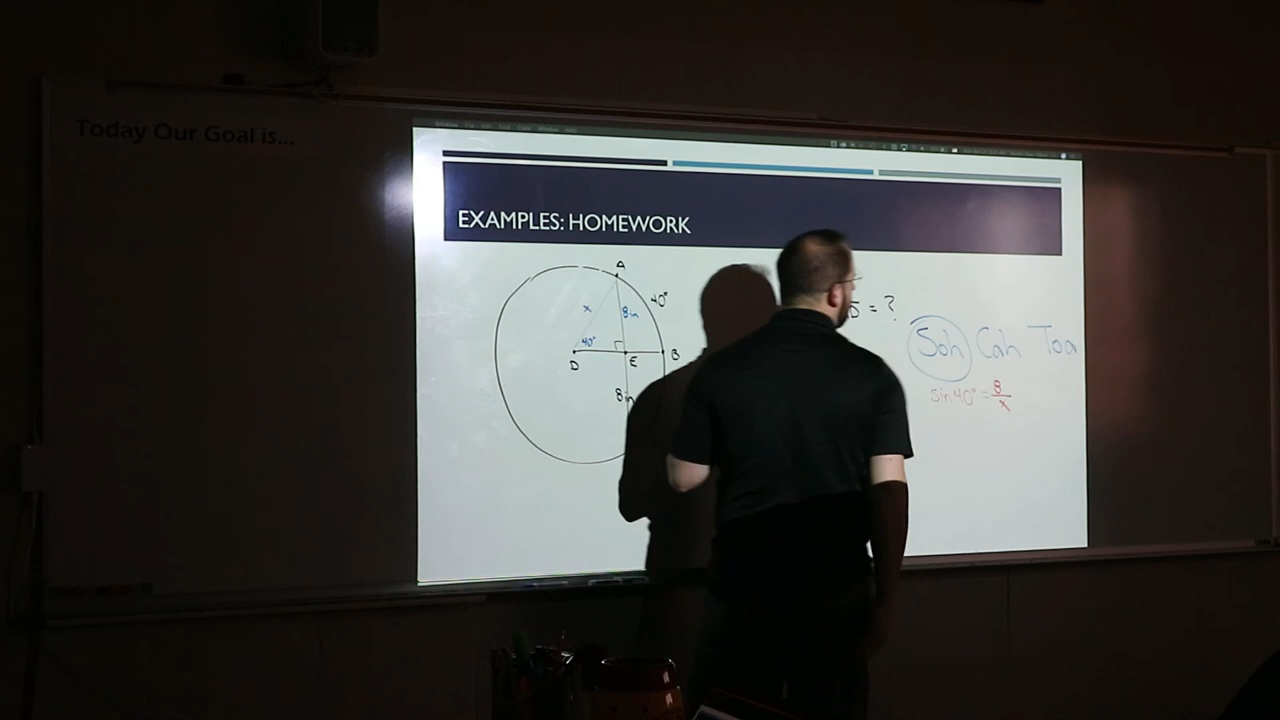 Today Our Goal is...
EXAMPLES: HOMEWORK
A
x
8in
40°
= ?
Soh Cah Toa
40°
D
E
B
8in
sin 40° = 8/x